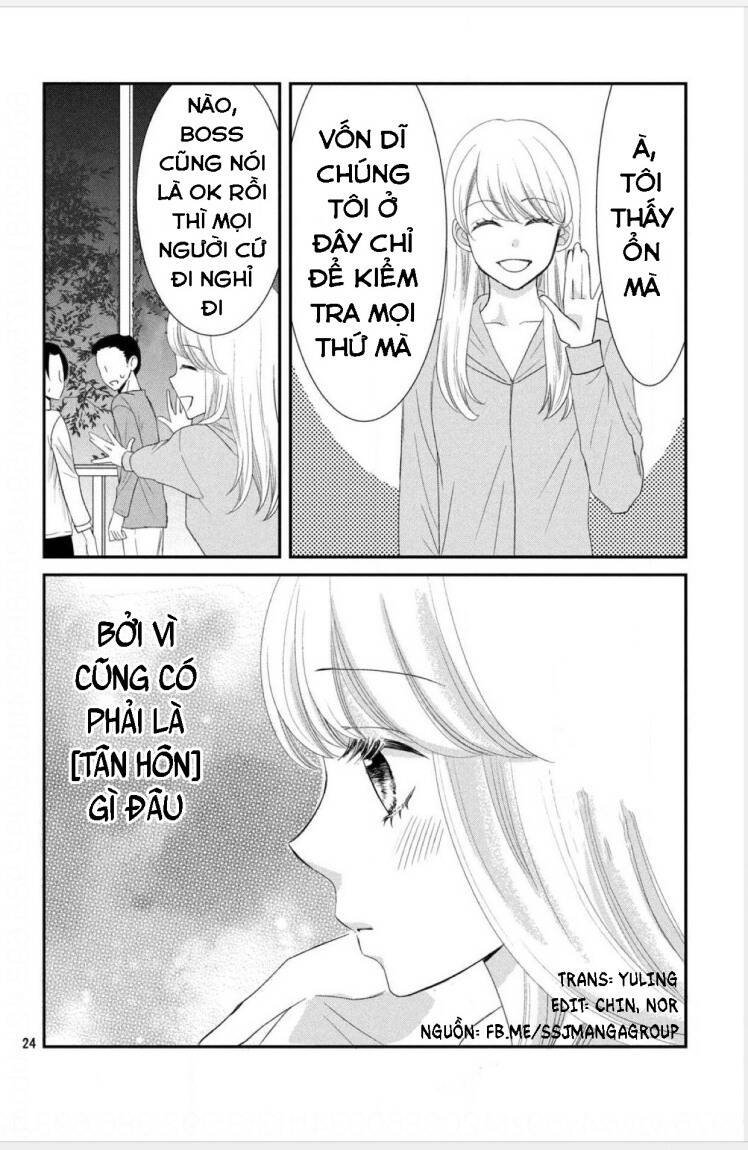 À,
TÔI
THẤY
ỔN
MÀ
VỐN DĨ
CHÚNG
TÔI Ở
ĐÂY CHỈ
ĐỂ KIỂM
TRA MỌI
THỨ MÀ
NÀO,
BOSS
CŨNG NÓI
LÀ OK RỒI
THÌ MỌI
NGƯỜI CỨ
ĐI NGHỈ
ĐI
BỞI VÌ
CŨNG CÓ
PHẢI LÀ
[TÂN HÔN]
GÌ ĐÂU
TRANS: YULING
EDIT: CHIN, NOR
NGUỒN: FB.ME/SSJMANGAGROUP
24